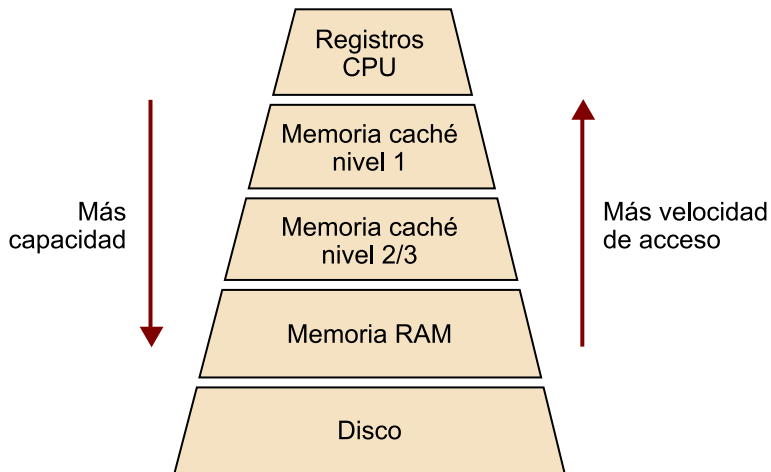 Registros
CPU
Memoria caché
nivel 1
Más
capacidad
Memoria caché
nivel 2/3
Más velocidad
de acceso
Memoria RAM
Disco